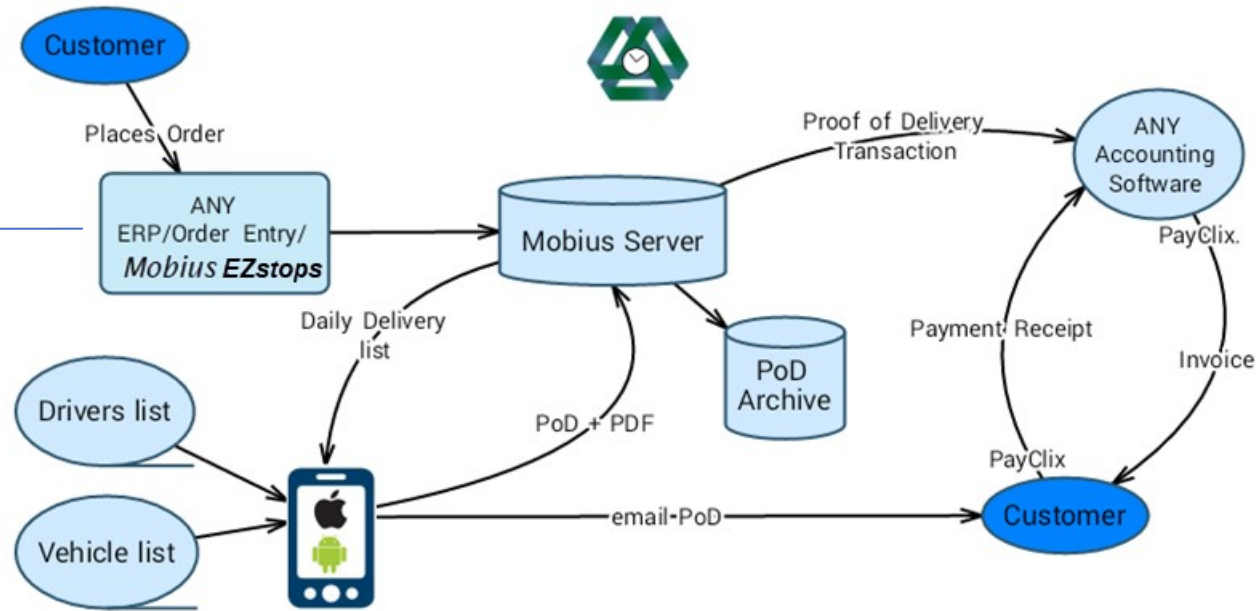 Customer
Places Order
ANY
ERP/Order Entry/
Mobius EZstops
Mobius Server
Proof of Delivery
Transaction
ANY
Accounting
Software
PayClix.
Daily Delivery
list
PoD
Archive
Payment Receipt
Invoice
Drivers list
PoD + PDF
PayClix
Vehicle list
email-PoD
Customer